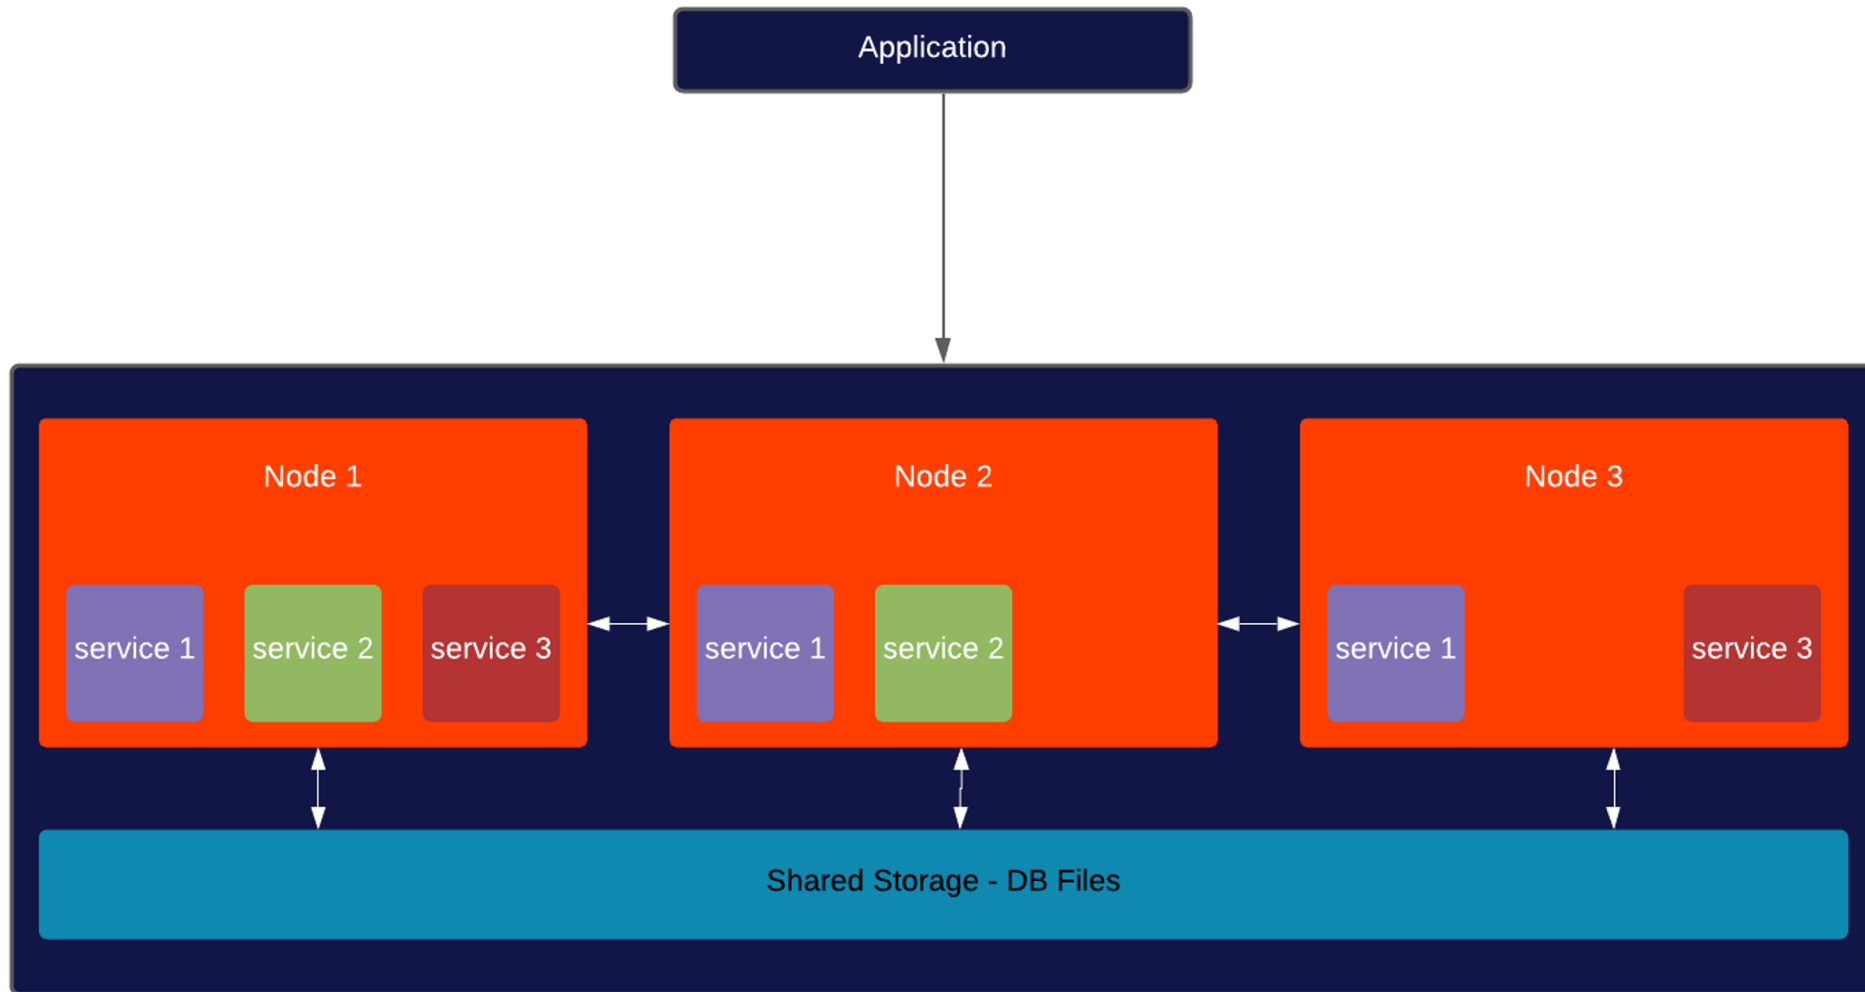 Application
Node 1
Node 2
Node 3
service 1
service 2
service 3
service 1
service 2
service 1
service 3
Shared Storage - DB Files